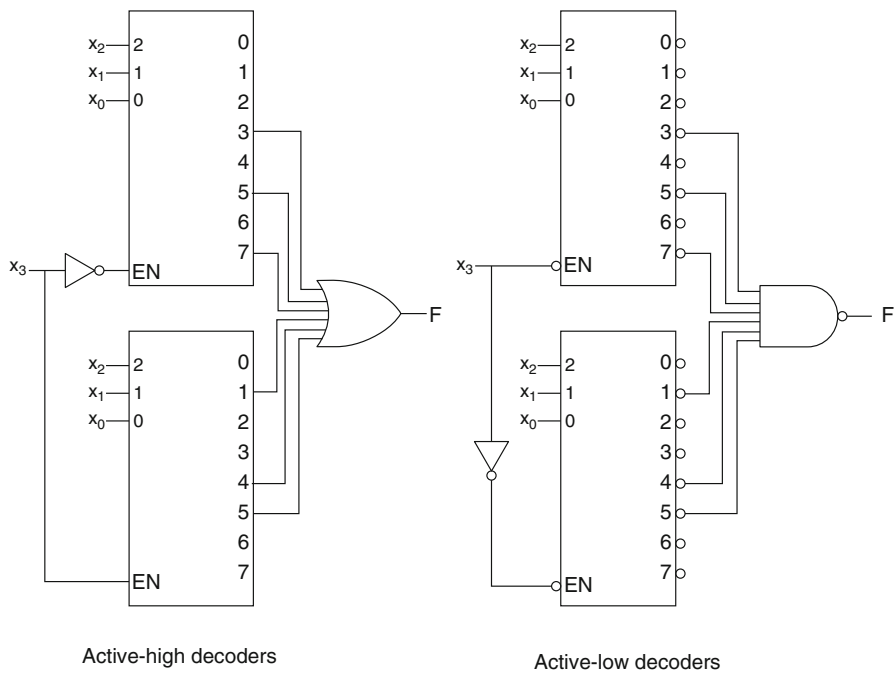 x₂ 2 0
x₁ 1 1
x₀ 0 2
3
4
5
6
7
x₃ EN
F
x₂ 2 0
x₁ 1 1
x₀ 0 2
3
4
5
6
7
EN
Active-high decoders
x₂ 2 0
x₁ 1 1
x₀ 0 2
3
4
5
6
7
x₃ EN
F
x₂ 2 0
x₁ 1 1
x₀ 0 2
3
4
5
6
7
EN
Active-low decoders